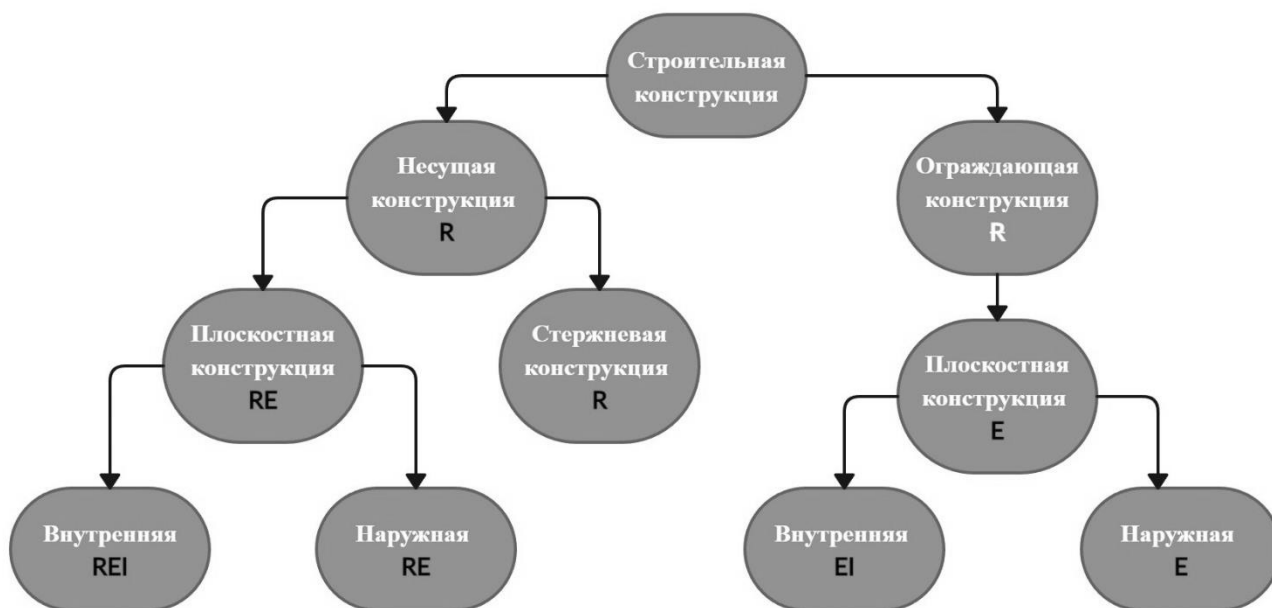 Строительная
конструкция
Несущая
конструкция
R
Ограждающая
конструкция
R
Плоскостная
конструкция
RE
Стержневая
конструкция
R
Плоскостная
конструкция
E
Внутренняя
REI
Наружная
RE
Внутренняя
EI
Наружная
E